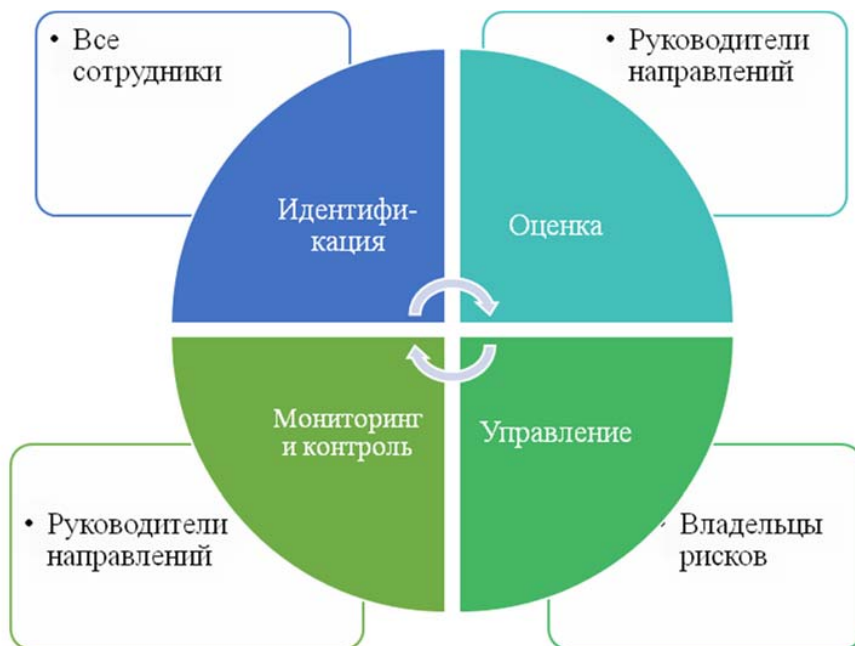 • Все
сотрудники
• Руководители
направлений
Идентифи-
кация
Оценка
Мониторинг
и контроль
Управление
• Руководители
направлений
• Владельцы
рисков